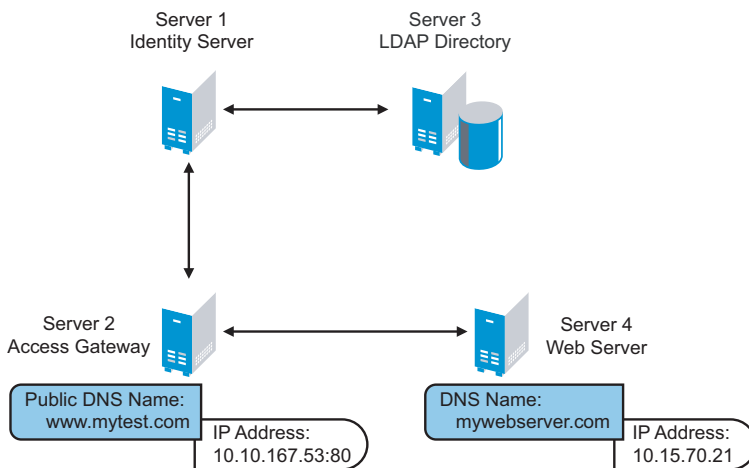 Server 1
Identity Server
Server 3
LDAP Directory
Server 2
Access Gateway
Server 4
Web Server
Public DNS Name:
www.mytest.com
IP Address:
10.10.167.53:80
DNS Name:
mywebserver.com
IP Address:
10.15.70.21